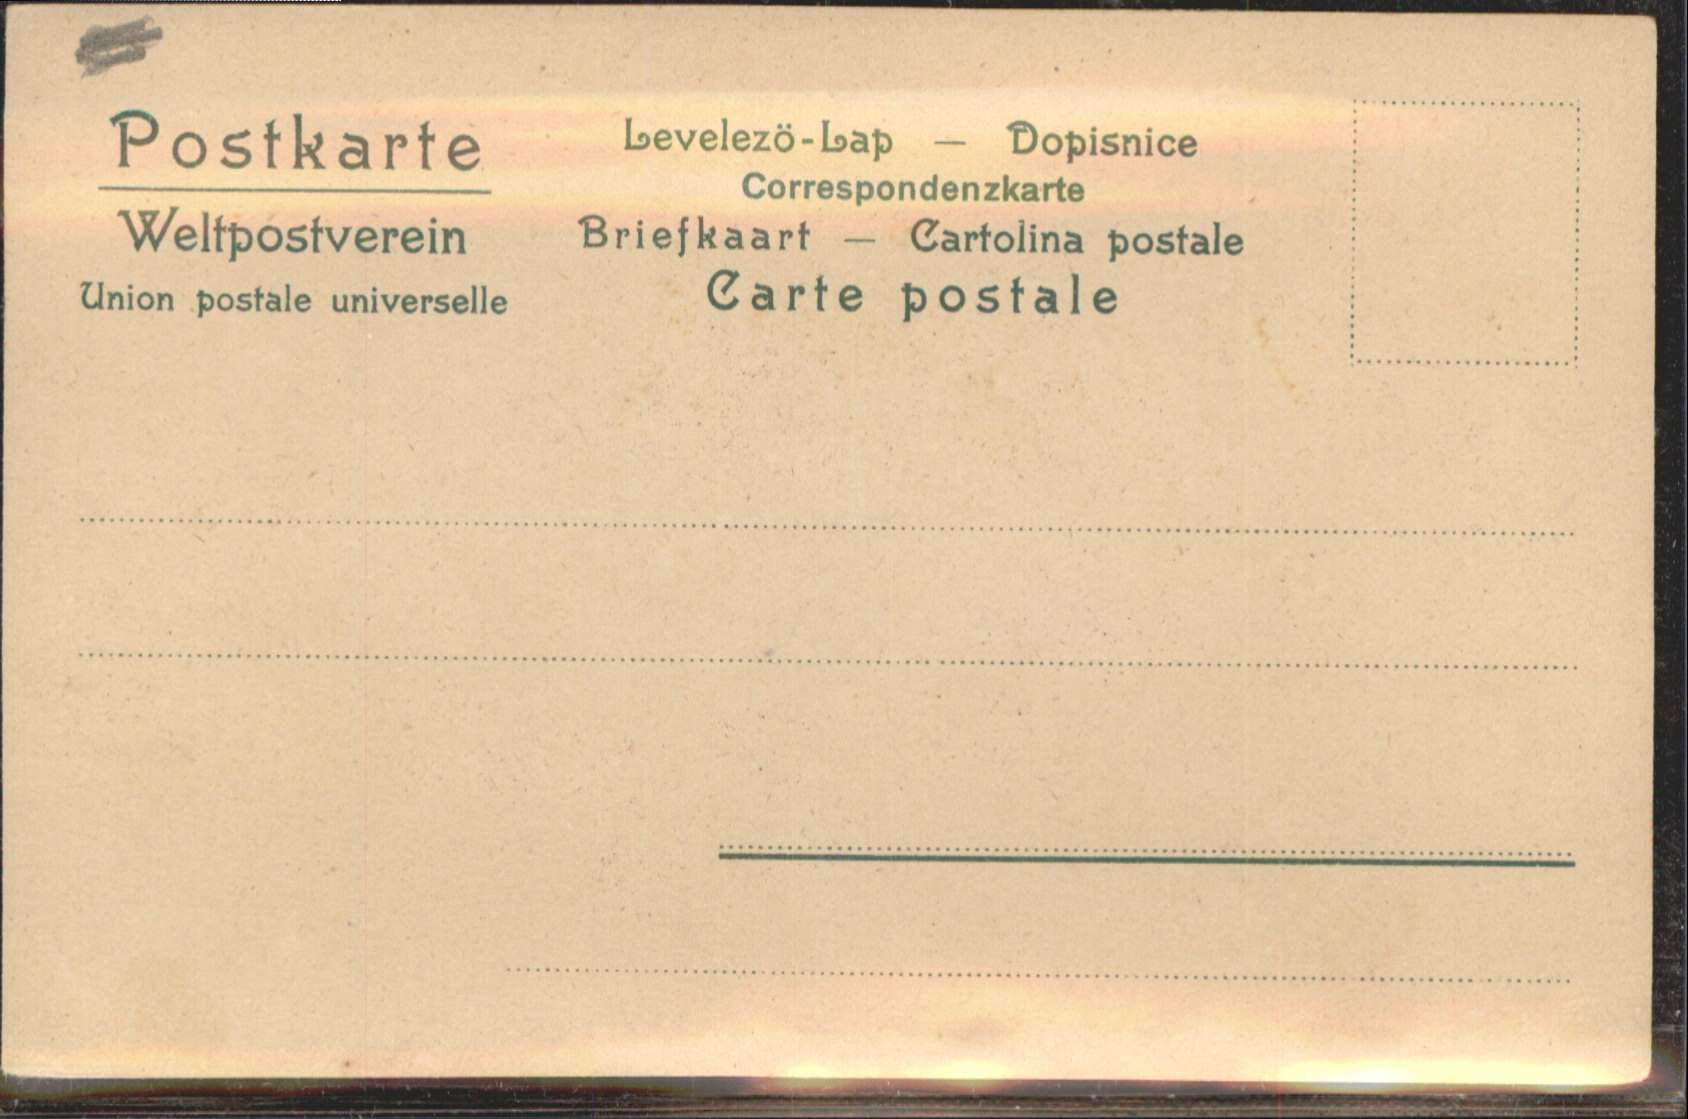 Postkarte
Weltpostverein
Union postale universelle
Levelezö-Lap — Dopisnice
Correspondenzkarte
Briefkaart — Cartolina postale
Carte postale